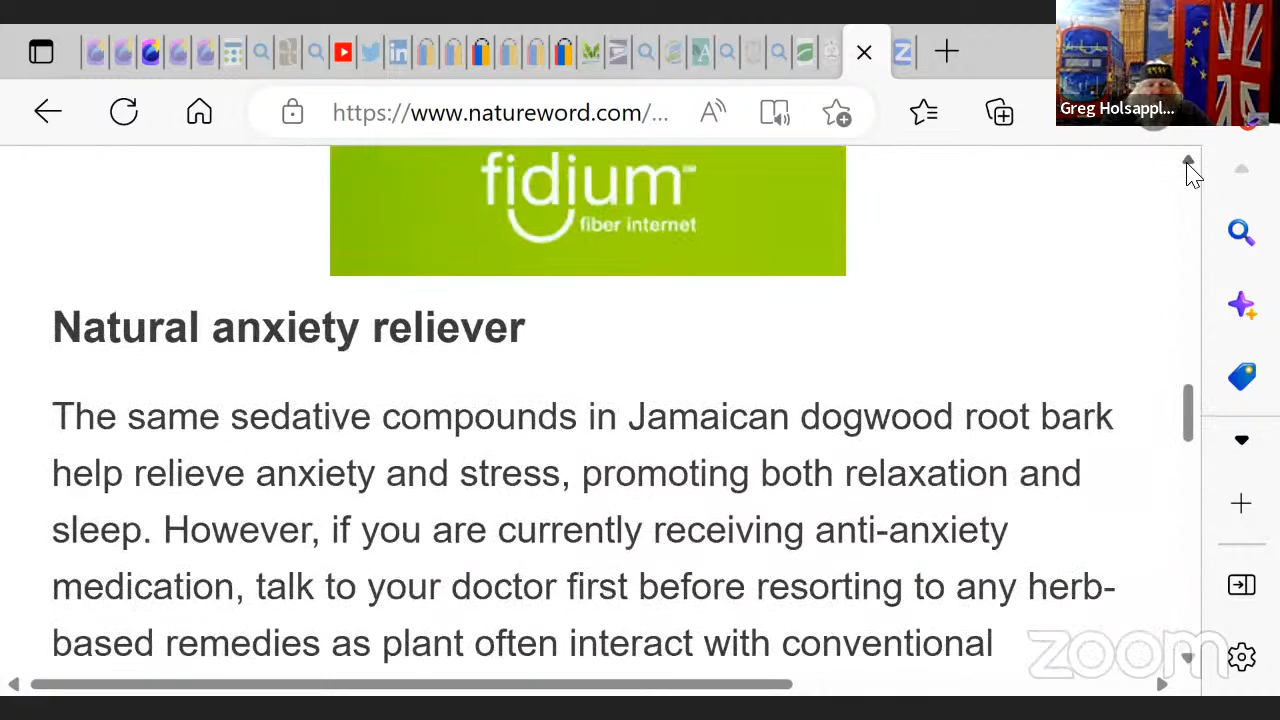 https://www.natureword.com/...
Greg Holsappl...
fidium
fiber internet
Natural anxiety reliever
The same sedative compounds in Jamaican dogwood root bark
help relieve anxiety and stress, promoting both relaxation and
sleep. However, if you are currently receiving anti-anxiety
medication, talk to your doctor first before resorting to any herb-
based remedies as plant often interact with conventional
zoom